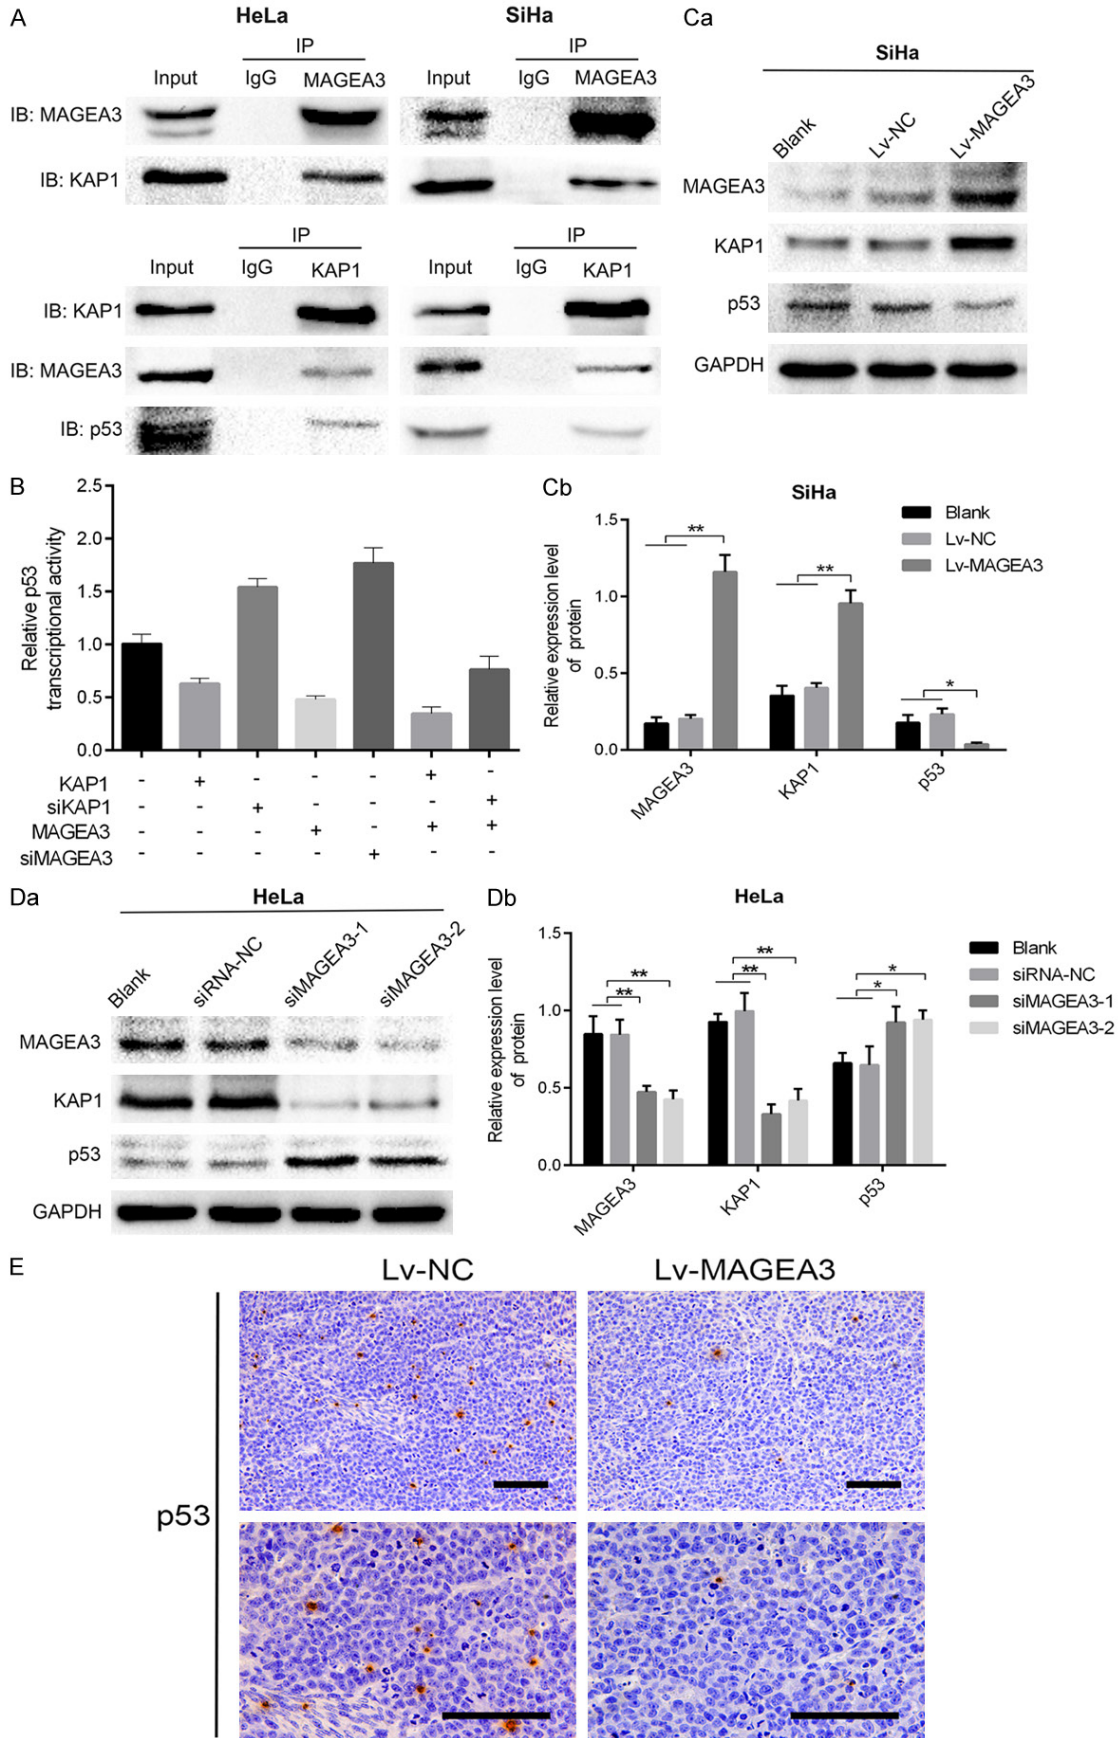 A
HeLa
SiHa
IP
IP
Input IgG MAGEA3 Input IgG MAGEA3
IB: MAGEA3
IB: KAP1
IP
IP
Input IgG KAP1 Input IgG KAP1
IB: KAP1
IB: MAGEA3
IB: p53
Ca
SiHa
Blank Lv-NC Lv-MAGEA3
MAGEA3
KAP1
p53
GAPDH
B
Relative p53
transcriptional activity
2.5
2.0
1.5
1.0
0.5
0.0
KAP1 - + - - - + -
siKAP1 - - + - - - +
MAGEA3 - - - + - + +
siMAGEA3 - - - - + - -
Cb
SiHa
Relative expression level
of protein
1.5
1.0
0.5
0.0
** ** *
MAGEA3 KAP1 p53
Blank
Lv-NC
Lv-MAGEA3
Da
HeLa
Blank siRNA-NC siMAGEA3-1 siMAGEA3-2
MAGEA3
KAP1
p53
GAPDH
Db
HeLa
Relative expression level
of protein
1.5
1.0
0.5
0.0
** ** *
** ** *
MAGEA3 KAP1 p53
Blank
siRNA-NC
siMAGEA3-1
siMAGEA3-2
E
Lv-NC Lv-MAGEA3
p53